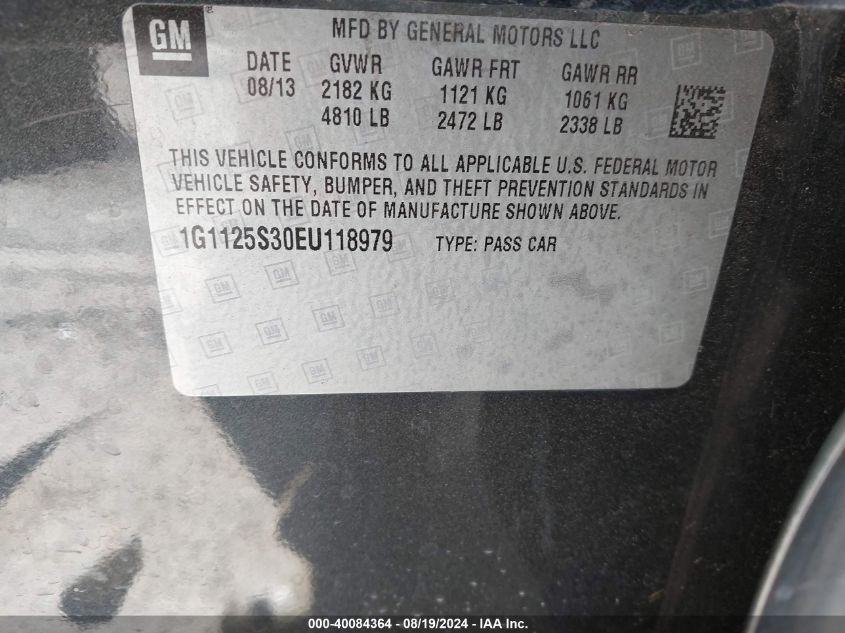 GM
MFD BY GENERAL MOTORS LLC
DATE GVWR GAWR FRT GAWR RR
08/13 2182 KG 1121 KG 1061 KG
4810 LB 2472 LB 2338 LB
THIS VEHICLE CONFORMS TO ALL APPLICABLE U.S. FEDERAL MOTOR
VEHICLE SAFETY, BUMPER, AND THEFT PREVENTION STANDARDS IN
EFFECT ON THE DATE OF MANUFACTURE SHOWN ABOVE.
1G1125S30EU118979 TYPE: PASS CAR
000-40084364 - 08/19/2024 - IAA Inc.